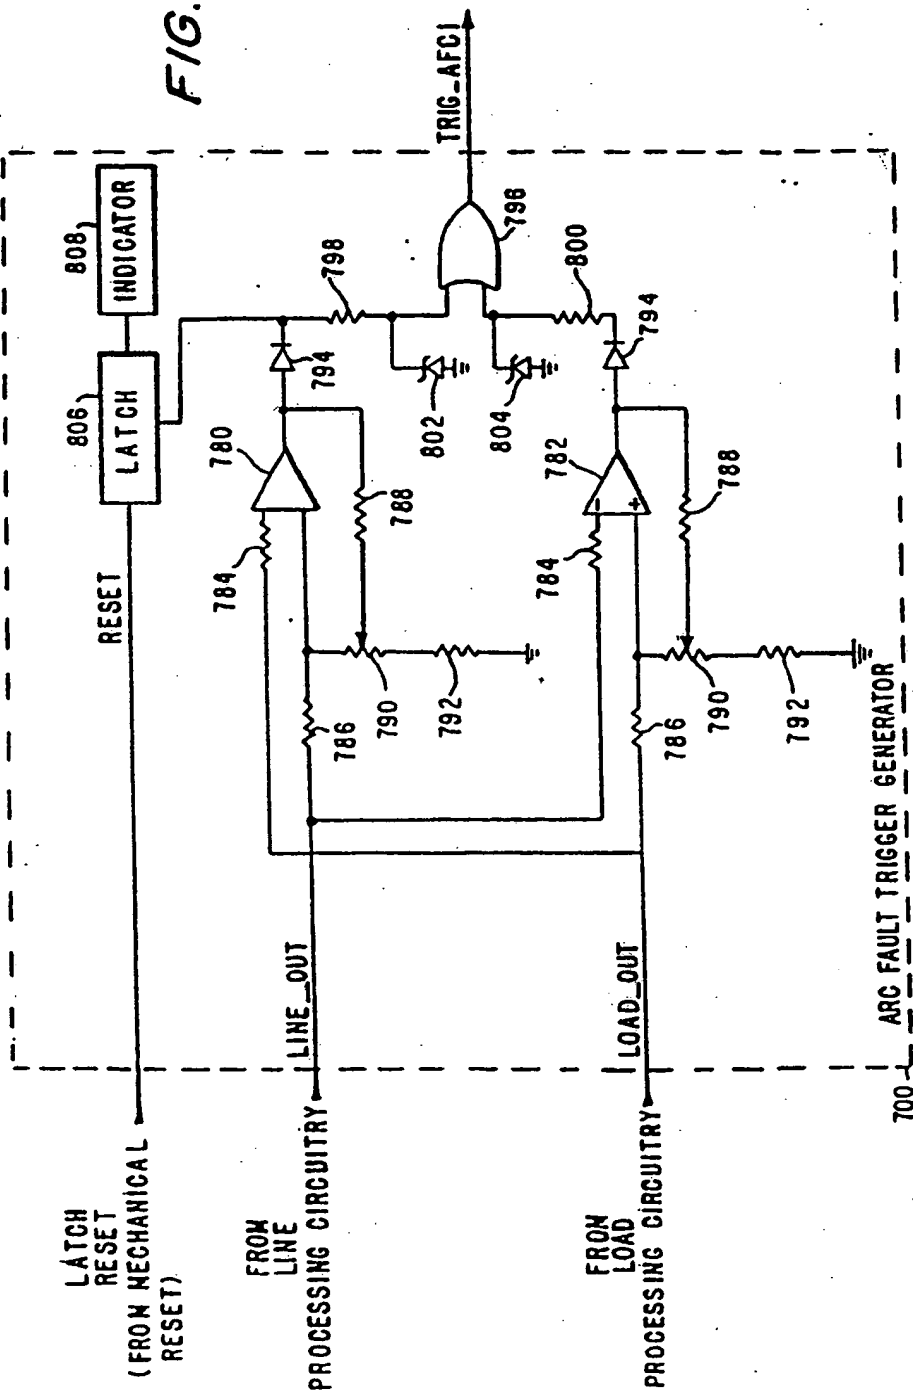 FIG.
808
INDICATOR
806
LATCH
RESET
LATCH
RESET
(FROM MECHANICAL
RESET)
780
794
798
784
788
786
790
792
LINE_OUT
FROM
LINE
PROCESSING CIRCUITRY
802
804
796
TRIG_AFCI
800
794
782
-
+
784
788
786
790
792
LOAD_OUT
FROM
LOAD
PROCESSING CIRCUITRY
ARC FAULT TRIGGER GENERATOR
700